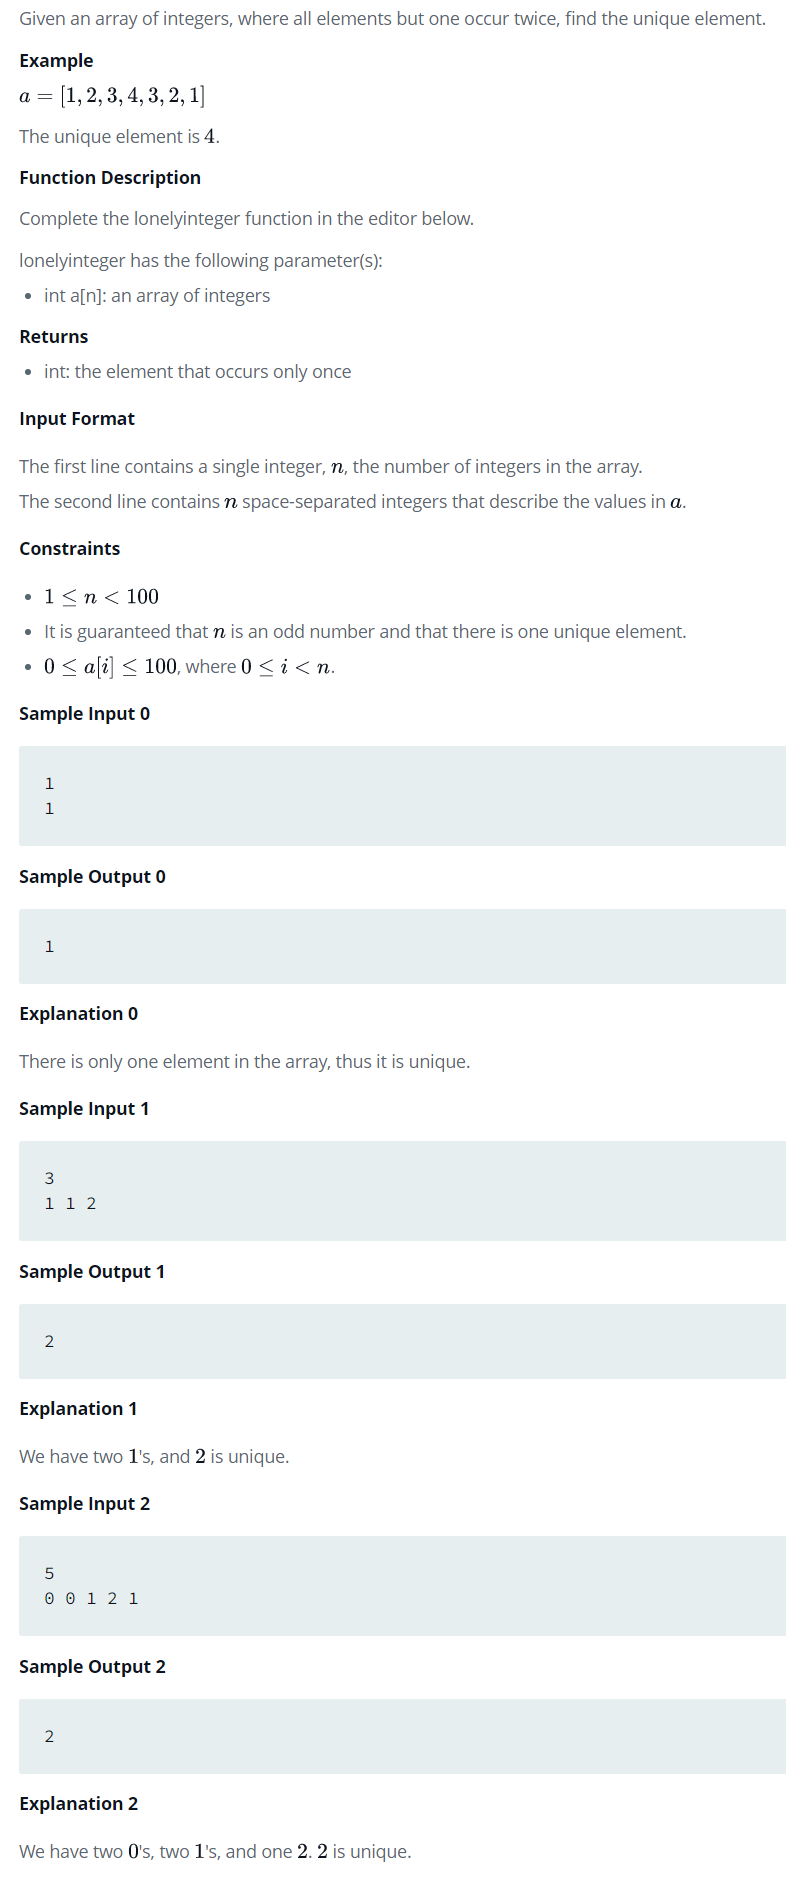 Given an array of integers, where all elements but one occur twice, find the unique element.
Example
a = [1, 2, 3, 4, 3, 2, 1]
The unique element is 4.
Function Description
Complete the lonelyinteger function in the editor below.
lonelyinteger has the following parameter(s):
• int a[n]: an array of integers
Returns
• int: the element that occurs only once
Input Format
The first line contains a single integer, n, the number of integers in the array.
The second line contains n space-separated integers that describe the values in a.
Constraints
• 1 ≤ n < 100
• It is guaranteed that n is an odd number and that there is one unique element.
• 0 ≤ a[i] ≤ 100, where 0 ≤ i < n.
Sample Input 0
1
1
Sample Output 0
1
Explanation 0
There is only one element in the array, thus it is unique.
Sample Input 1
3
1 1 2
Sample Output 1
2
Explanation 1
We have two 1's, and 2 is unique.
Sample Input 2
5
0 0 1 2 1
Sample Output 2
2
Explanation 2
We have two 0's, two 1's, and one 2. 2 is unique.